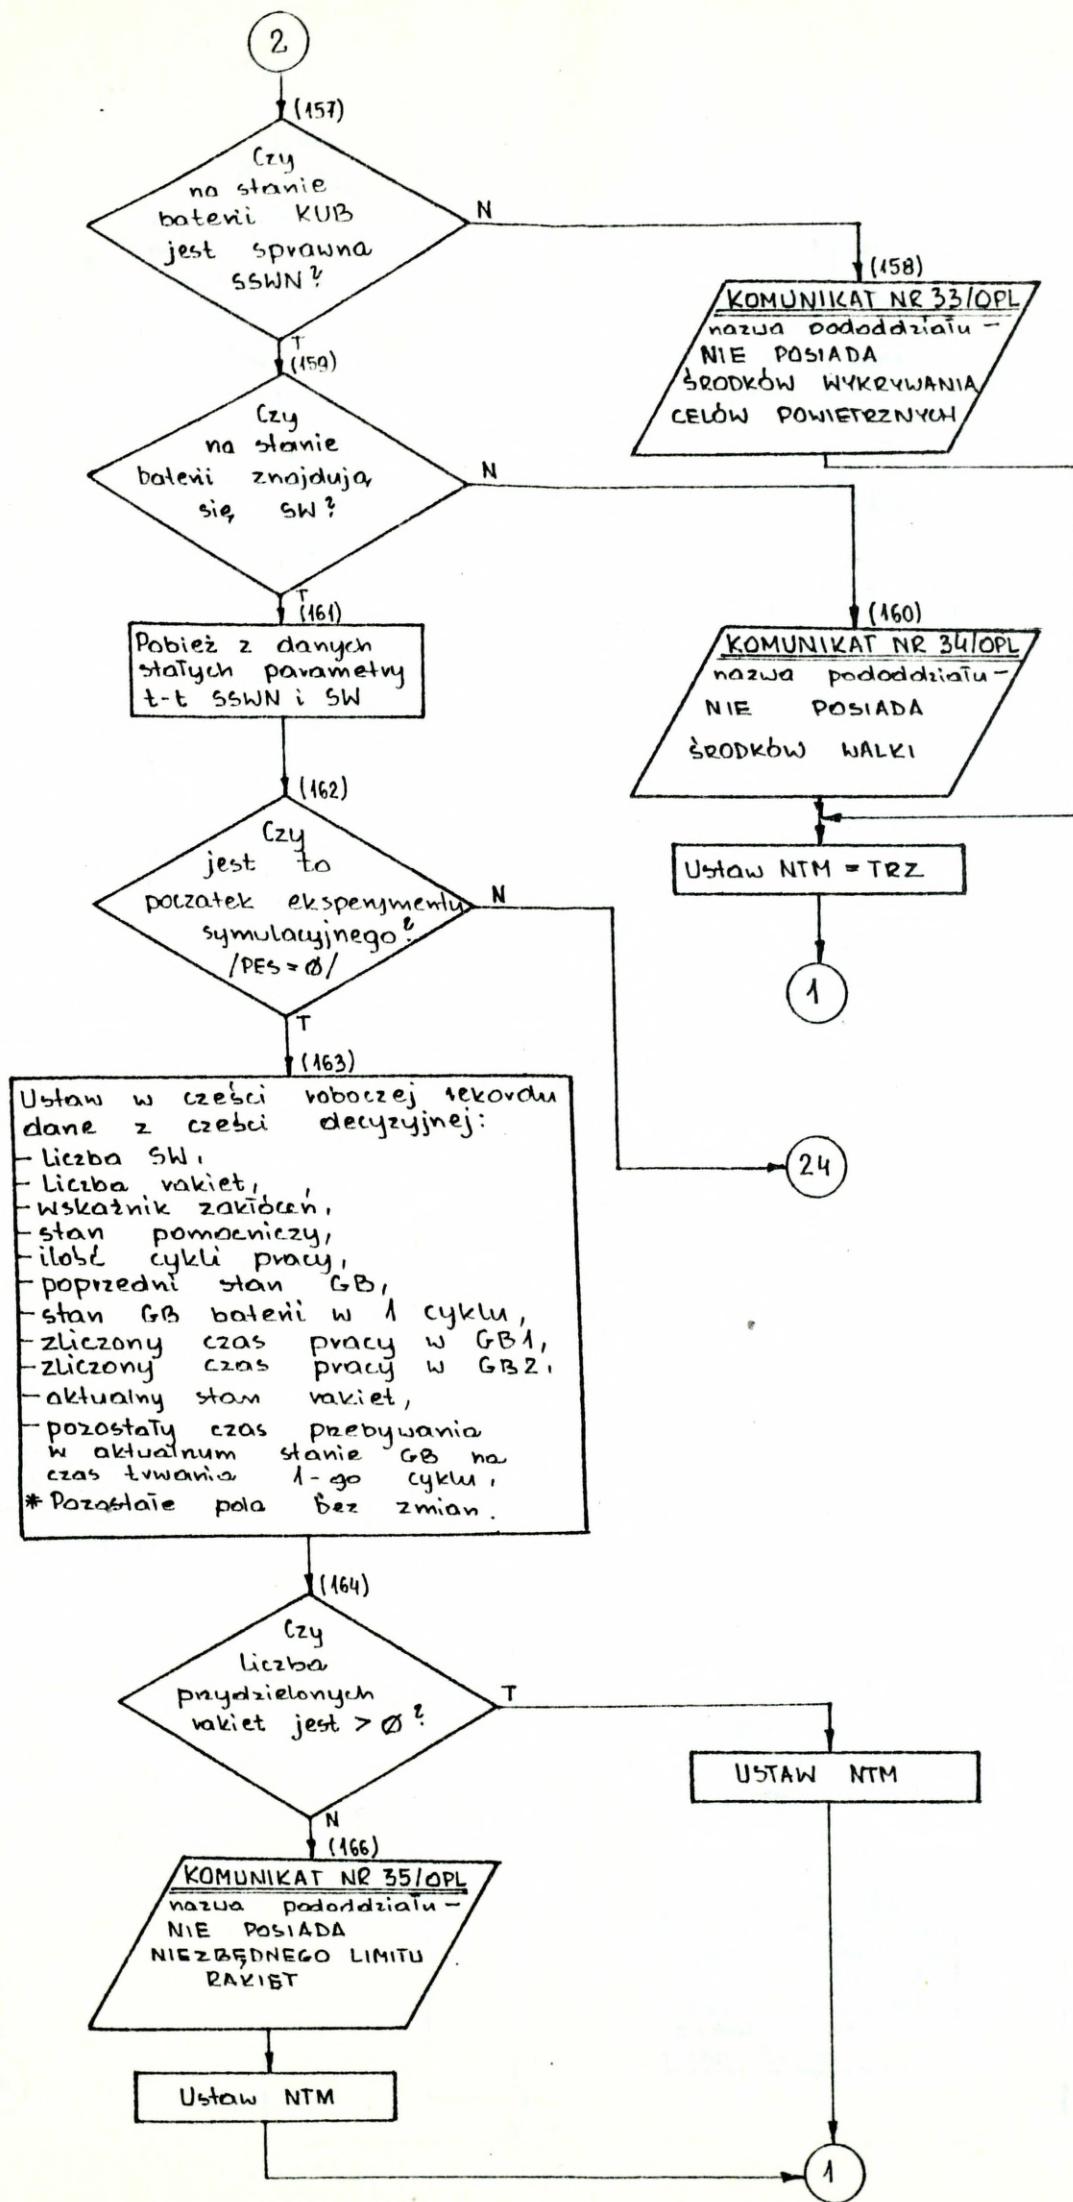 2
(157)
Czy
na stanie
baterii KUB
jest sprawna
SSWN?
N
(158)
KOMUNIKAT NR 33/OPL
nazwa pododdziału -
NIE POSIADA
ŚRODKÓW WYKRYWANIA
CELÓW POWIETRZNYCH
T
(159)
Czy
na stanie
baterii znajdują
się SW?
N
(160)
KOMUNIKAT NR 34/OPL
nazwa pododdziału -
NIE POSIADA
ŚRODKÓW WALKI
Ustaw NTM = TRZ
1
T
(161)
Pobież z danych
stałych parametry
t-t SSWN i SW
(162)
Czy
jest to
poczatek eksperymentu
symulacyjnego?
/PES = Ø/
N
24
T
(163)
Ustaw w cześci roboczej rekordu
dane z cześci decyzyjnej:
- Liczba SW,
- Liczba rakiet,
- wskaźnik zakłóceń,
- stan pomocniczy,
- ilość cykli pracy,
- poprzedni stan GB,
- stan GB baterii w 1 cyklu,
- zliczony czas pracy w GB1,
- zliczony czas pracy w GB2,
- aktualny stan rakiet,
- pozostały czas przebywania
w aktualnum stanie GB na
czas trwania 1-go cyklu,
* Pozostałe pola bez zmian.
(164)
Czy
liczba
przydzielonych
rakiet jest > Ø?
T
USTAW NTM
N
(166)
KOMUNIKAT NR 35/OPL
nazwa pododdziału -
NIE POSIADA
NIEZBĘDNEGO LIMITU
RAKIET
Ustaw NTM
1